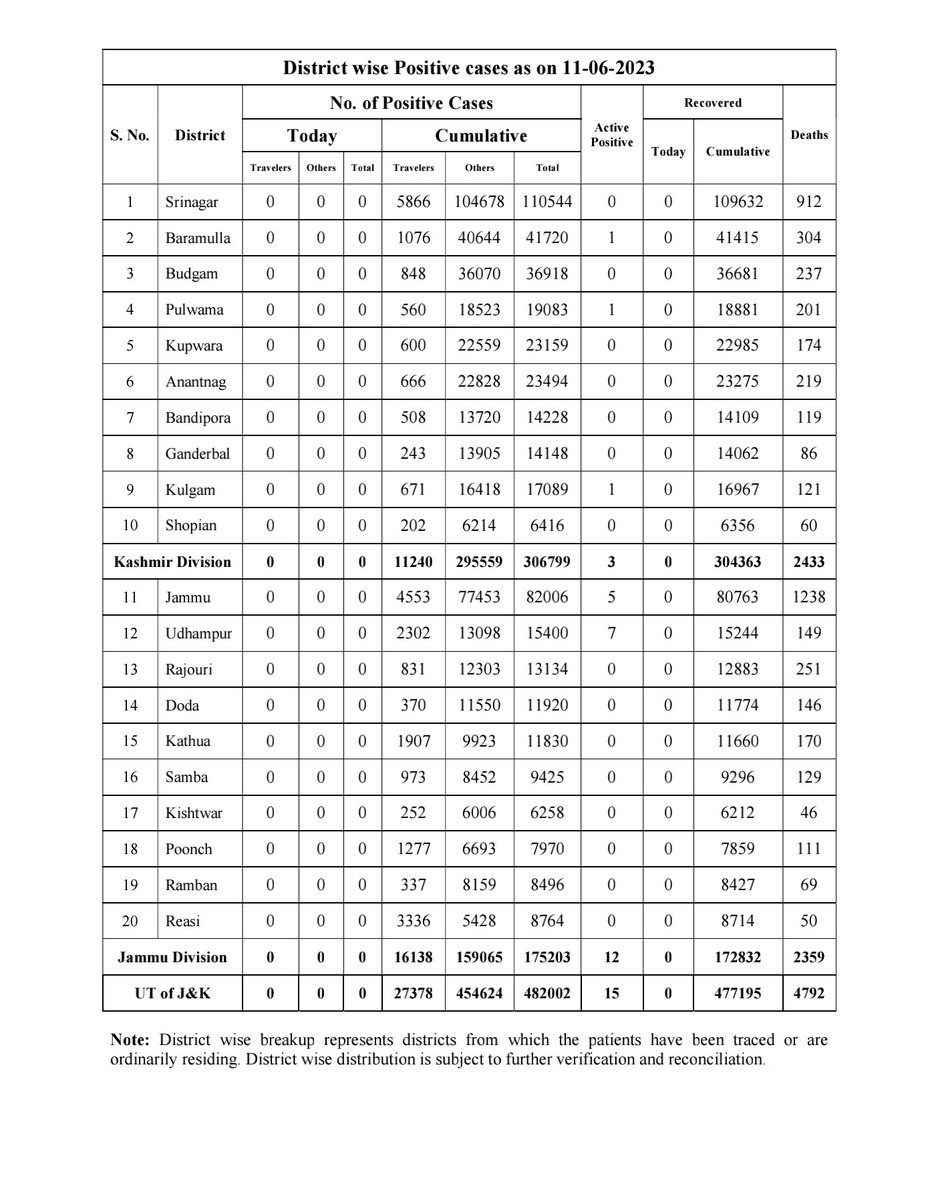 District wise Positive cases as on 11-06-2023
S. No. District No. of Positive Cases Active Positive Recovered Deaths
Today Cumulative Today Cumulative
Travelers Others Total Travelers Others Total
1 Srinagar 0 0 0 5866 104678 110544 0 0 109632 912
2 Baramulla 0 0 0 1076 40644 41720 1 0 41415 304
3 Budgam 0 0 0 848 36070 36918 0 0 36681 237
4 Pulwama 0 0 0 560 18523 19083 1 0 18881 201
5 Kupwara 0 0 0 600 22559 23159 0 0 22985 174
6 Anantnag 0 0 0 666 22828 23494 0 0 23275 219
7 Bandipora 0 0 0 508 13720 14228 0 0 14109 119
8 Ganderbal 0 0 0 243 13905 14148 0 0 14062 86
9 Kulgam 0 0 0 671 16418 17089 1 0 16967 121
10 Shopian 0 0 0 202 6214 6416 0 0 6356 60
Kashmir Division 0 0 0 11240 295559 306799 3 0 304363 2433
11 Jammu 0 0 0 4553 77453 82006 5 0 80763 1238
12 Udhampur 0 0 0 2302 13098 15400 7 0 15244 149
13 Rajouri 0 0 0 831 12303 13134 0 0 12883 251
14 Doda 0 0 0 370 11550 11920 0 0 11774 146
15 Kathua 0 0 0 1907 9923 11830 0 0 11660 170
16 Samba 0 0 0 973 8452 9425 0 0 9296 129
17 Kishtwar 0 0 0 252 6006 6258 0 0 6212 46
18 Poonch 0 0 0 1277 6693 7970 0 0 7859 111
19 Ramban 0 0 0 337 8159 8496 0 0 8427 69
20 Reasi 0 0 0 3336 5428 8764 0 0 8714 50
Jammu Division 0 0 0 16138 159065 175203 12 0 172832 2359
UT of J&K 0 0 0 27378 454624 482002 15 0 477195 4792
Note: District wise breakup represents districts from which the patients have been traced or are
ordinarily residing. District wise distribution is subject to further verification and reconciliation.